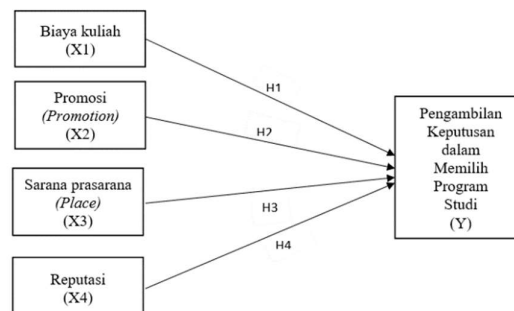 Biaya kuliah
(X1)
Promosi
(Promotion)
(X2)
Sarana prasarana
(Place)
(X3)
Reputasi
(X4)
H1
H2
H3
H4
Pengambilan
Keputusan
dalam
Memilih
Program
Studi
(Y)